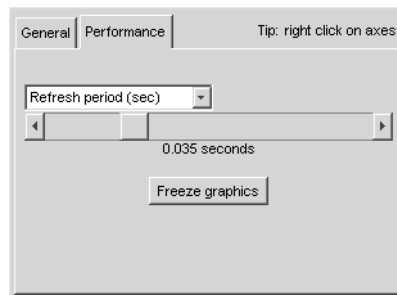 General Performance Tip: right click on axes
Refresh period (sec)
0.035 seconds
Freeze graphics